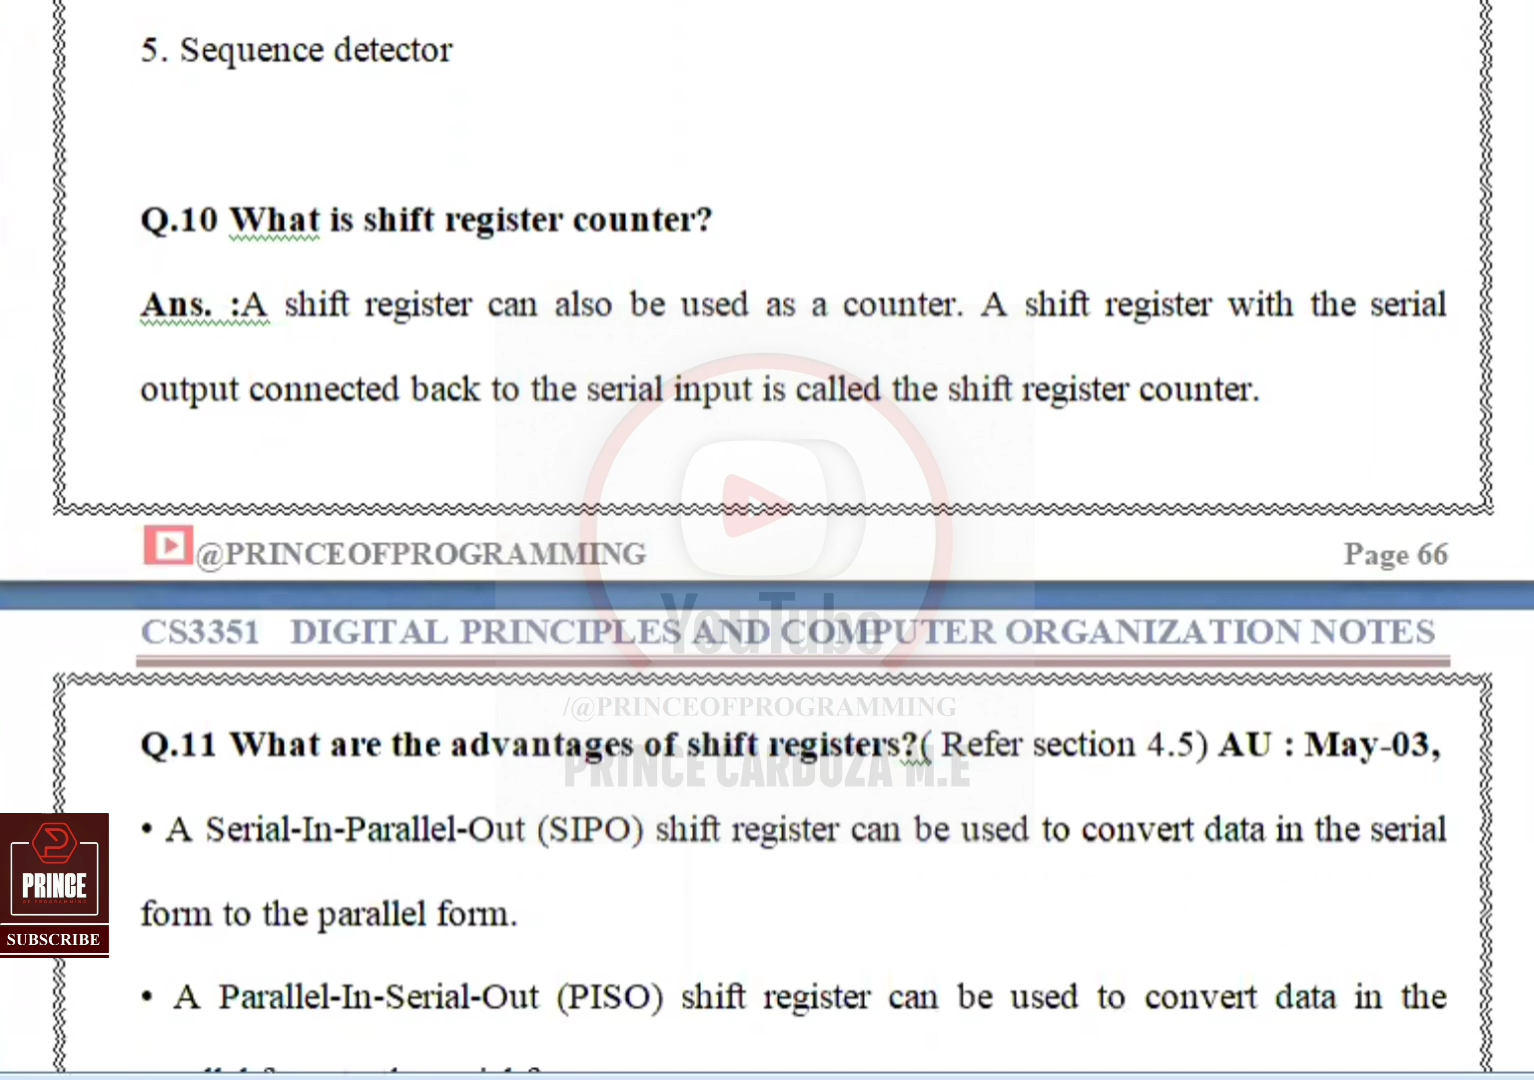 5. Sequence detector
Q.10 What is shift register counter?
Ans. :A shift register can also be used as a counter. A shift register with the serial
output connected back to the serial input is called the shift register counter.
@PRINCEOFPROGRAMMING Page 66
YouTube
CS3351 DIGITAL PRINCIPLES AND COMPUTER ORGANIZATION NOTES
/@PRINCEOFPROGRAMMING
Q.11 What are the advantages of shift registers?( Refer section 4.5) AU : May-03,
PRINCE CARDUZA M.E
• A Serial-In-Parallel-Out (SIPO) shift register can be used to convert data in the serial
form to the parallel form.
PRINCE
SUBSCRIBE
• A Parallel-In-Serial-Out (PISO) shift register can be used to convert data in the